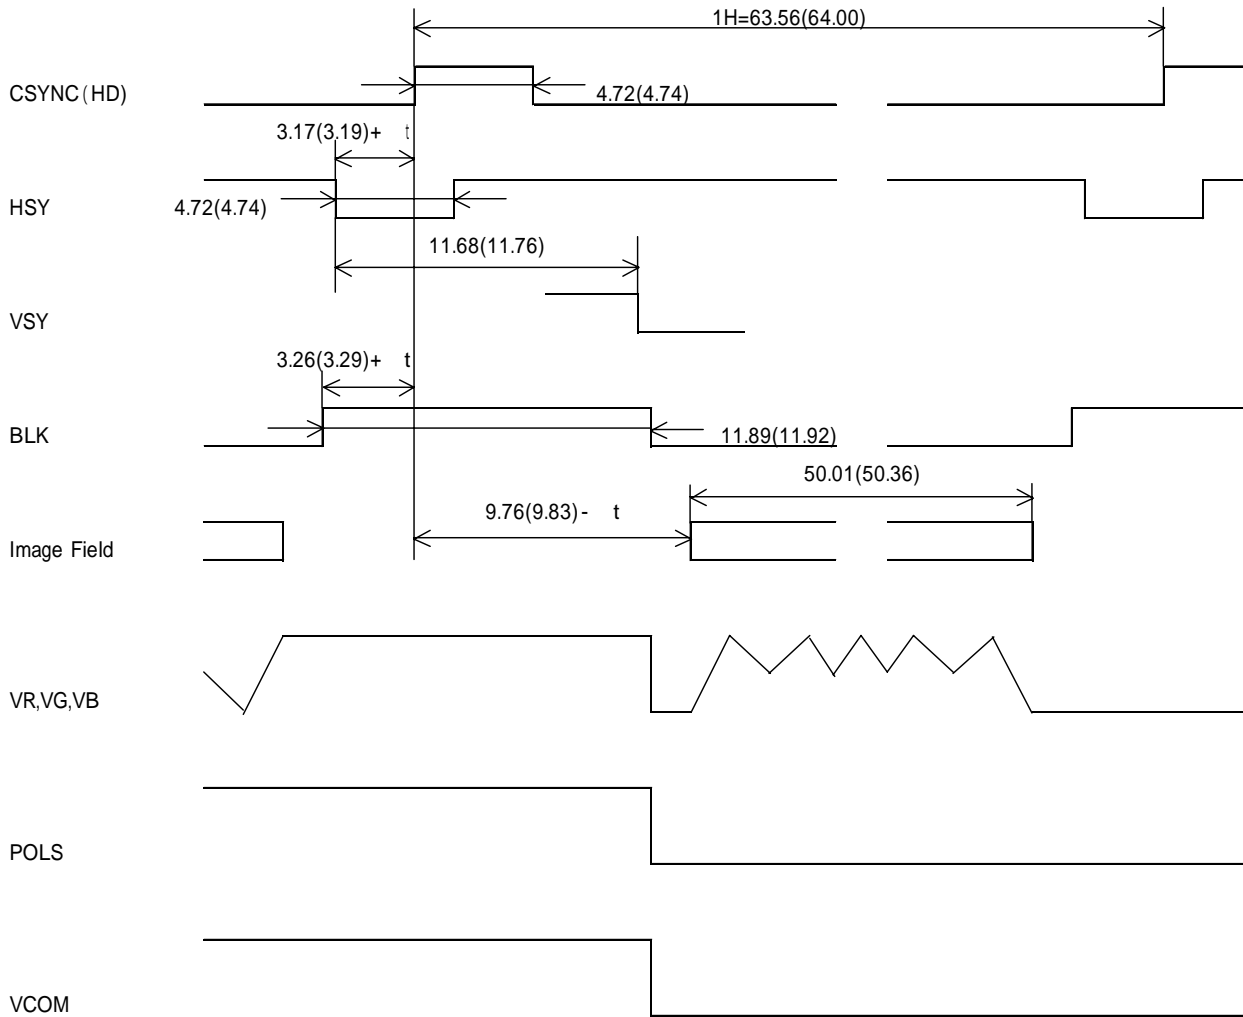 1H=63.56(64.00)
CSYNC(HD)
4.72(4.74)
3.17(3.19)+ t
HSY
4.72(4.74)
11.68(11.76)
VSY
3.26(3.29)+ t
BLK
11.89(11.92)
50.01(50.36)
9.76(9.83)- t
Image Field
VR,VG,VB
POLS
VCOM